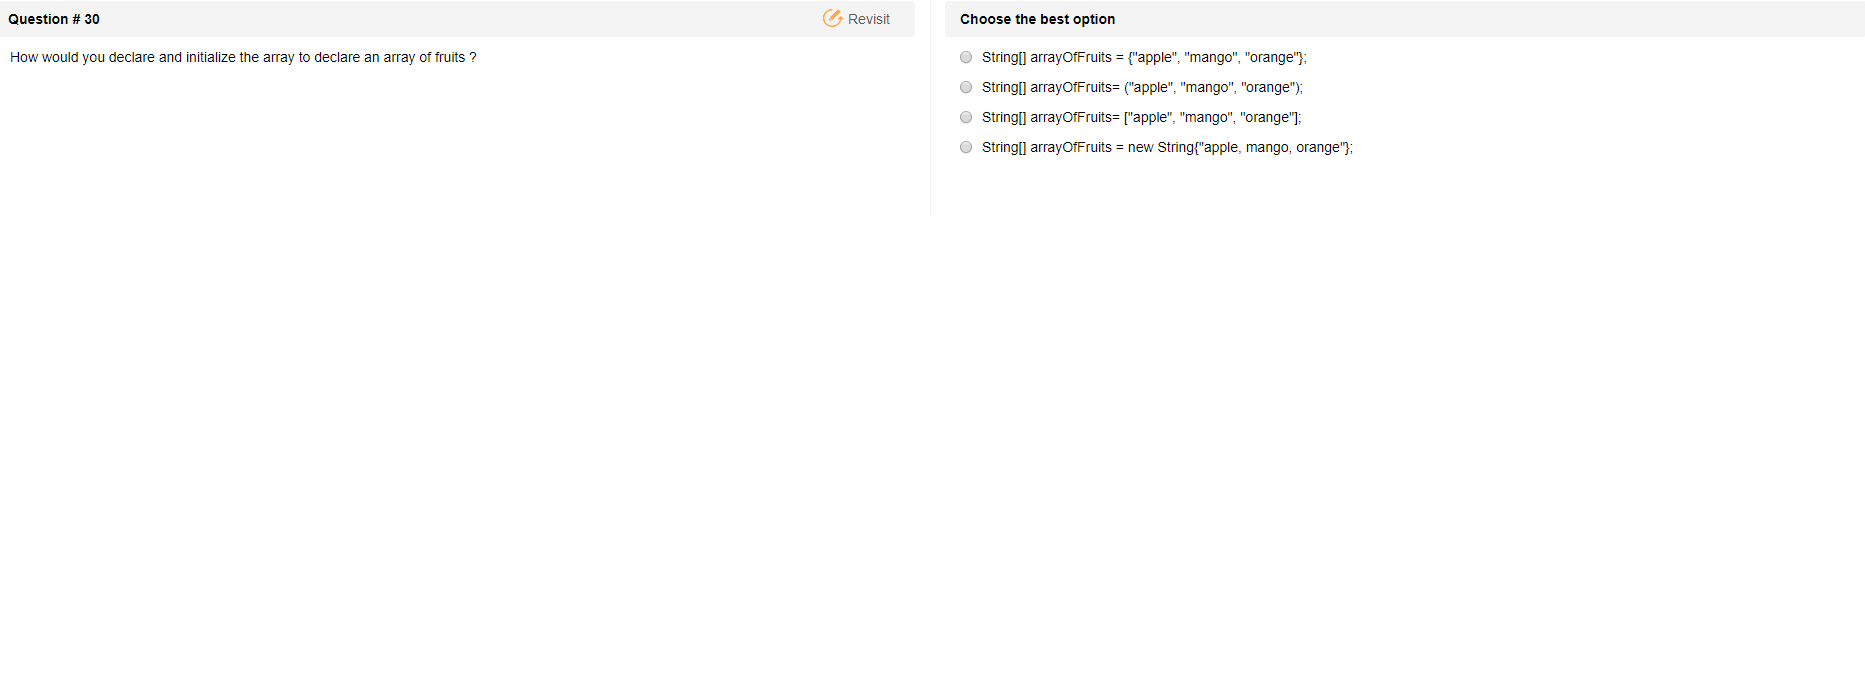 Question # 30
Revisit
How would you declare and initialize the array to declare an array of fruits ?
Choose the best option
String[] arrayOfFruits = {"apple", "mango", "orange"};
String[] arrayOfFruits= ("apple", "mango", "orange");
String[] arrayOfFruits= ["apple", "mango", "orange"];
String[] arrayOfFruits = new String{"apple, mango, orange"};